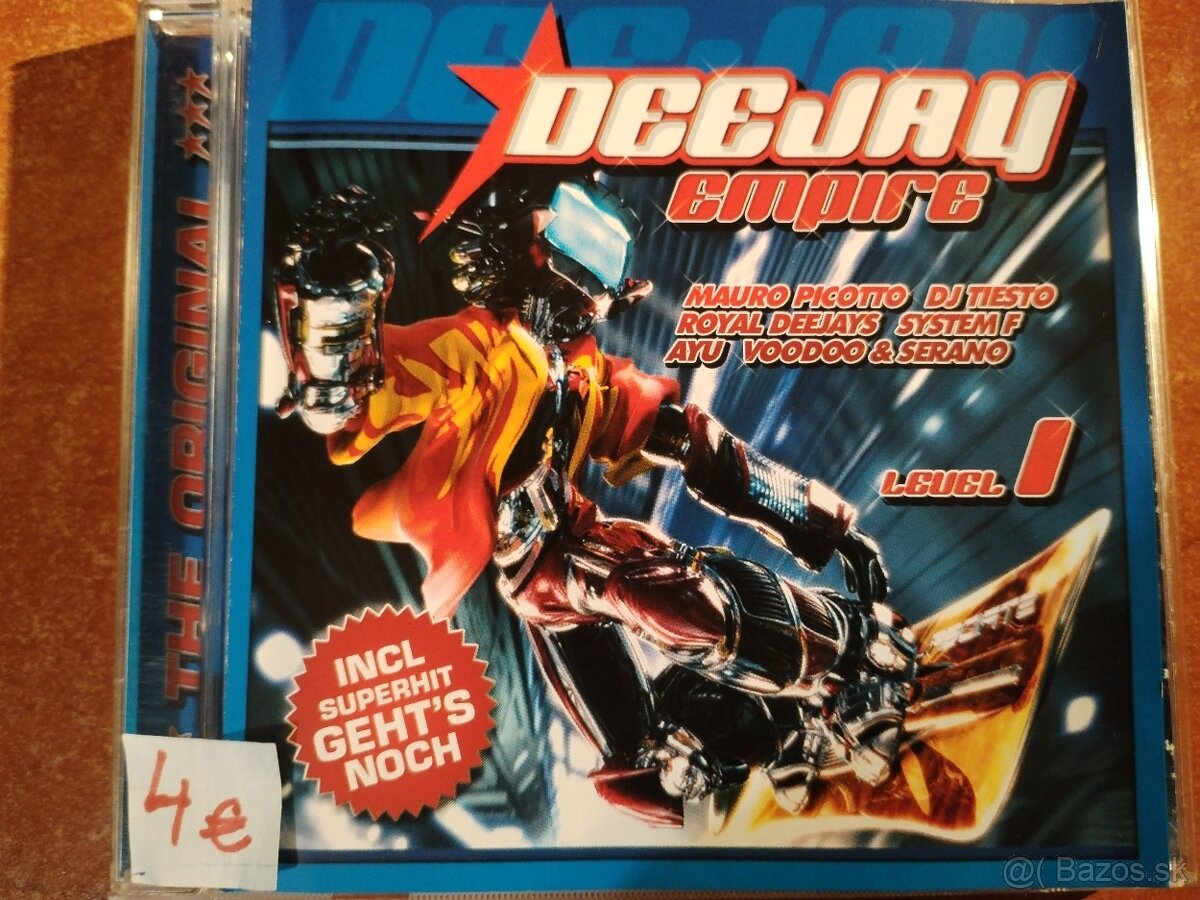 DEEJAY
DEEJAY
EMPIRE
MAURO PICOTTO DJ TIESTO
ROYAL DEEJAYS SYSTEM F
AYU VOODOO & SERANO
LEVEL 1
THE ORIGINAL
INCL
SUPERHIT
GEHT'S
NOCH
4€
@( Bazos.sk